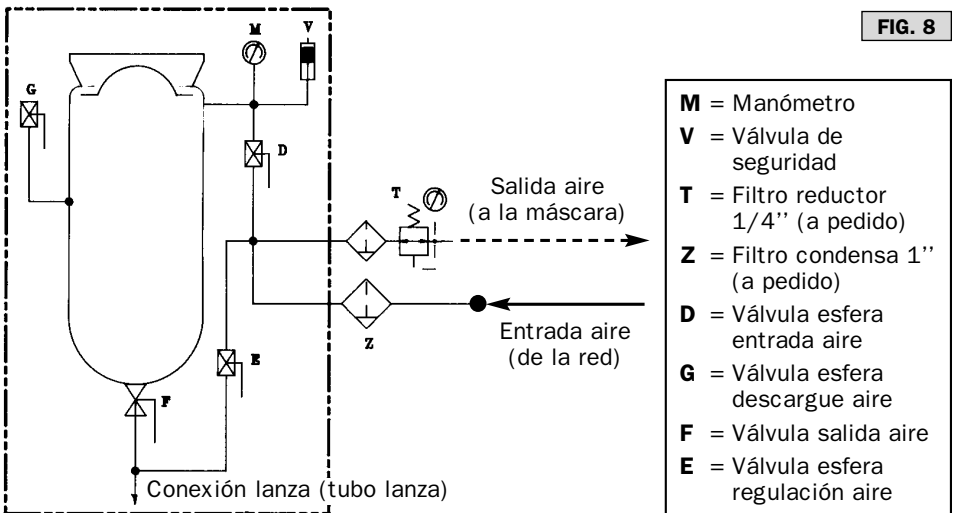 FIG. 8
M
V
G
D
T
Salida aire
(a la máscara)
Z
Entrada aire
(de la red)
E
F
Conexión lanza (tubo lanza)
M = Manómetro
V = Válvula de
seguridad
T = Filtro reductor
1/4'' (a pedido)
Z = Filtro condensa 1''
(a pedido)
D = Válvula esfera
entrada aire
G = Válvula esfera
descargue aire
F = Válvula salida aire
E = Válvula esfera
regulación aire